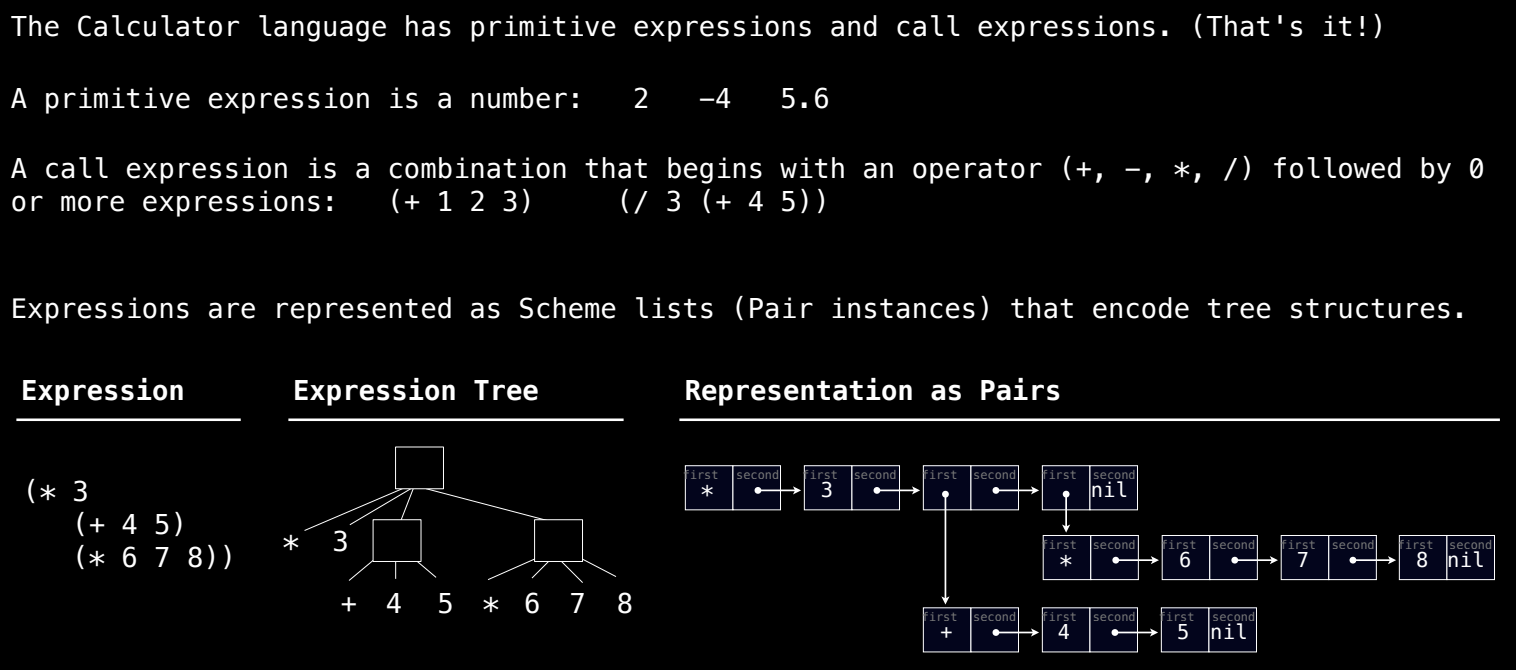 The Calculator language has primitive expressions and call expressions. (That's it!)
A primitive expression is a number:   2   −4   5.6
A call expression is a combination that begins with an operator (+, −, *, /) followed by 0
or more expressions:   (+ 1 2 3)     (/ 3 (+ 4 5))
Expressions are represented as Scheme lists (Pair instances) that encode tree structures.
Expression
(* 3
(+ 4 5)
(* 6 7 8))
Expression Tree
* 3
+ 4 5 * 6 7 8
Representation as Pairs
first second first second first second first second
* 3 nil
first second first second first second first second
* 6 7 8 nil
first second first second first second
+ 4 5 nil